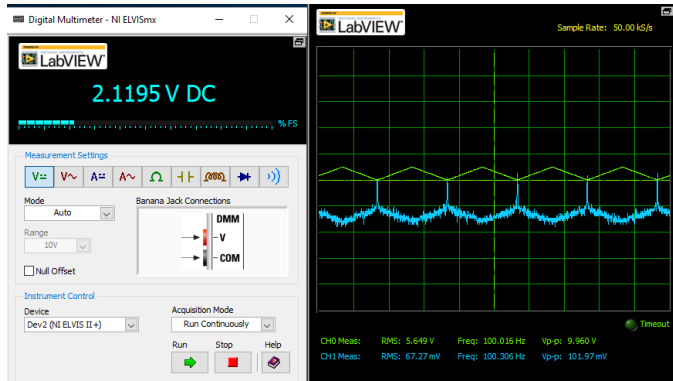 Digital Multimeter - NI ELVISmx
LabVIEW
2.1195 V DC
% FS
Measurement Settings
V= V~ A= A~ Ω
Mode
Auto
Banana Jack Connections
Range
10V
DMM
V
COM
Null Offset
Instrument Control
Device
Dev2 (NI ELVIS II+)
Acquisition Mode
Run Continuously
Run Stop Help
LabVIEW
Sample Rate: 50.00 kS/s
Timeout
CH0 Meas: RMS: 5.649 V Freq: 100.016 Hz Vp-p: 9.960 V
CH1 Meas: RMS: 67.27 mV Freq: 100.306 Hz Vp-p: 101.97 mV